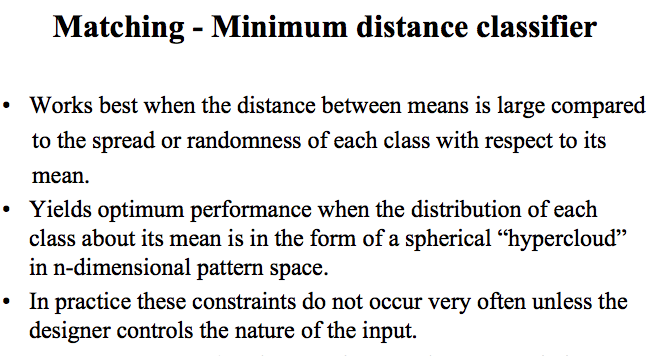 Matching - Minimum distance classifier
• Works best when the distance between means is large compared
to the spread or randomness of each class with respect to its
mean.
• Yields optimum performance when the distribution of each
class about its mean is in the form of a spherical “hypercloud”
in n-dimensional pattern space.
• In practice these constraints do not occur very often unless the
designer controls the nature of the input.